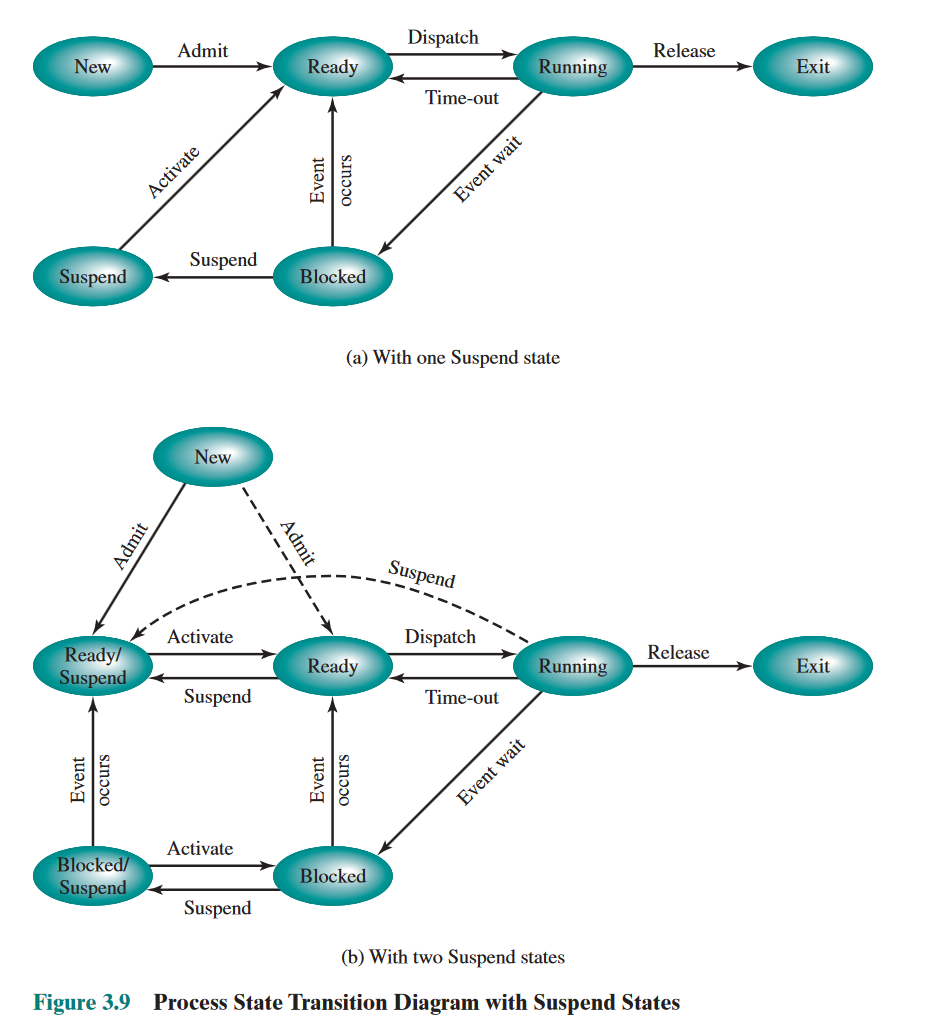 New
Admit
Ready
Dispatch
Time-out
Running
Release
Exit
Activate
Event
occurs
Event wait
Suspend
Suspend
Blocked
(a) With one Suspend state
New
Admit
Admit
Suspend
Ready/
Suspend
Activate
Suspend
Ready
Dispatch
Time-out
Running
Release
Exit
Event
occurs
Event
occurs
Event wait
Blocked/
Suspend
Activate
Suspend
Blocked
(b) With two Suspend states
Figure 3.9 Process State Transition Diagram with Suspend States